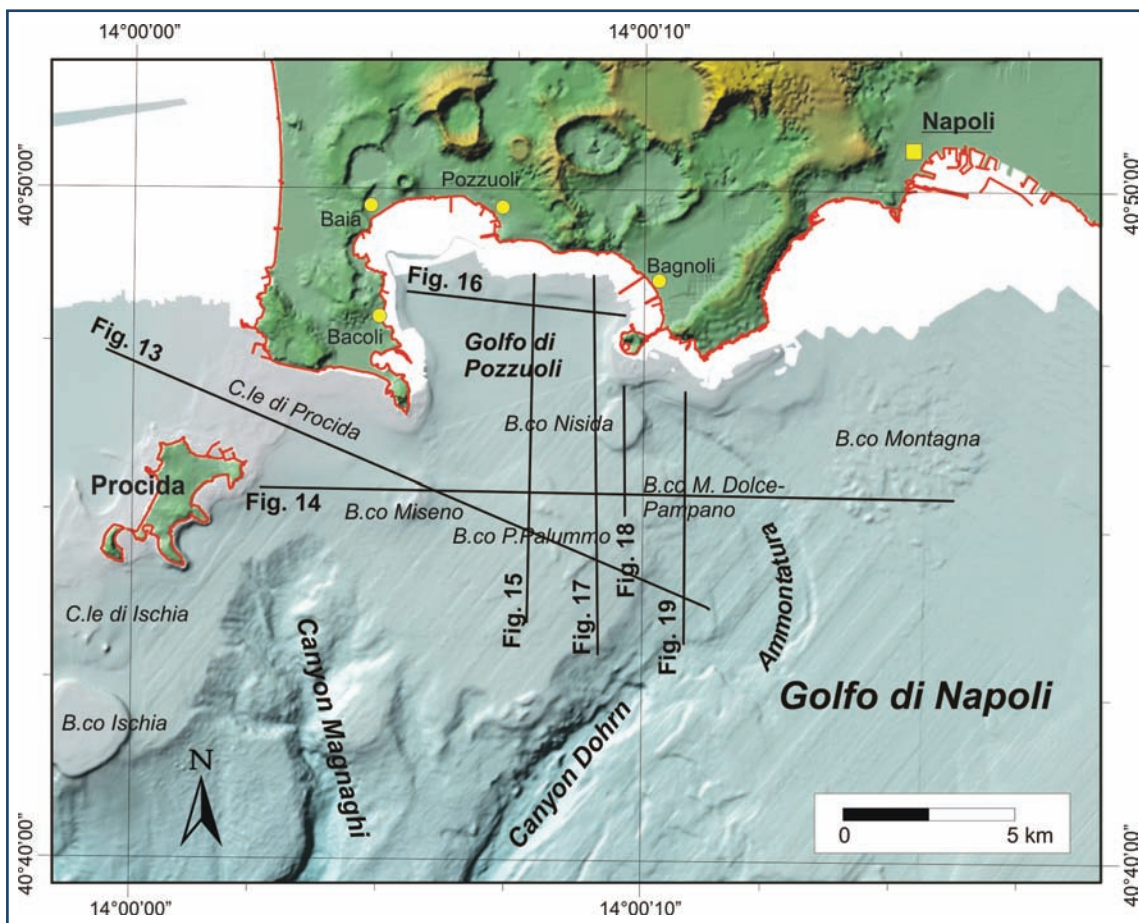 14°00’00”
14°00’10”
40°50’00”
40°50’00”
Napoli
Pozzuoli
Baia
Bagnoli
Fig. 16
Bacoli
Fig. 13
Golfo di
Pozzuoli
C.le di Procida
B.co Nisida
B.co Montagna
Procida
Fig. 14
B.co M. Dolce-
Pampano
B.co Miseno
B.co P.Palummo
Fig. 18
Fig. 15
Fig. 17
Fig. 19
Ammontatura
C.le di Ischia
Canyon Magnaghi
Golfo di Napoli
B.co Ischia
Canyon Dohrn
N
0
5 km
40°40’00”
40°40’00”
14°00’00”
14°00’10”